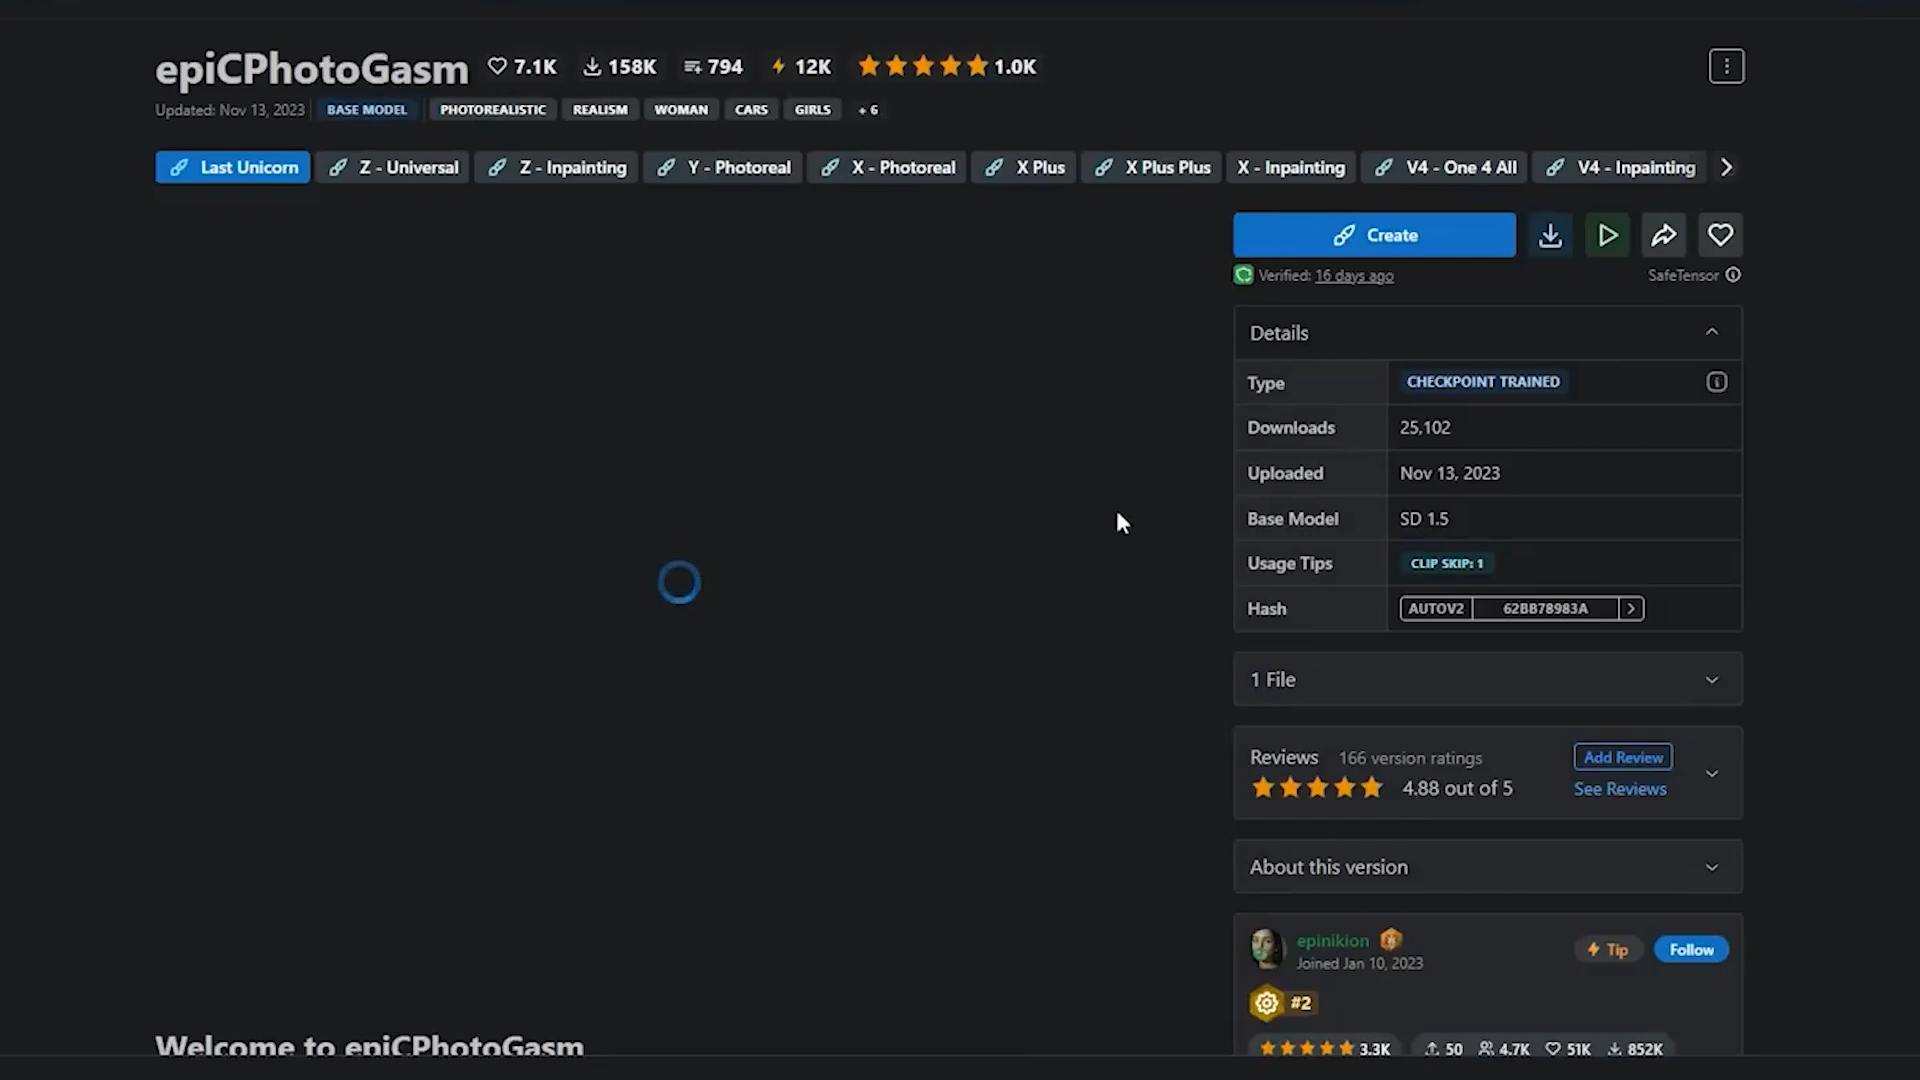 epiCPhotoGasm 7.1K 158K 794 12K 1.0K
Updated: Nov 13, 2023 BASE MODEL PHOTOREALISTIC REALISM WOMAN CARS GIRLS + 6
Last Unicorn Z - Universal Z - Inpainting Y - Photoreal X - Photoreal X Plus X Plus Plus X - Inpainting V4 - One 4 All V4 - Inpainting
Create
Verified: 16 days ago SafeTensor
Details
Type CHECKPOINT TRAINED
Downloads 25,102
Uploaded Nov 13, 2023
Base Model SD 1.5
Usage Tips CLIP SKIP: 1
Hash AUTOV2 62BB78983A
1 File
Reviews 166 version ratings Add Review
4.88 out of 5 See Reviews
About this version
epinikion Tip Follow
Joined Jan 10, 2023
#2
Welcome to epiCPhotoGasm
3.3K 50 4.7K 51K 852K